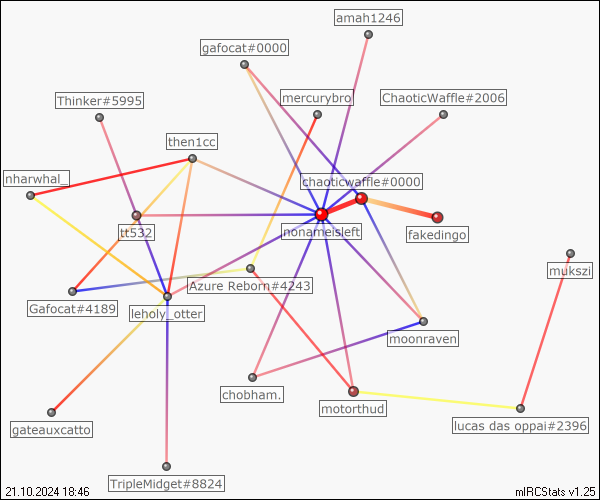 amah1246
gafocat#0000
Thinker#5995
mercurybro
ChaoticWaffle#2006
then1cc
nharwhal_
chaoticwaffle#0000
tt532
nonameisleft
fakedingo
mukszi
Azure Reborn#4243
Gafocat#4189
leholy_otter
moonraven
chobham.
motorthud
lucas das oppai#2396
gateauxcatto
TripleMidget#8824
21.10.2024 18:46
mIRCStats v1.25